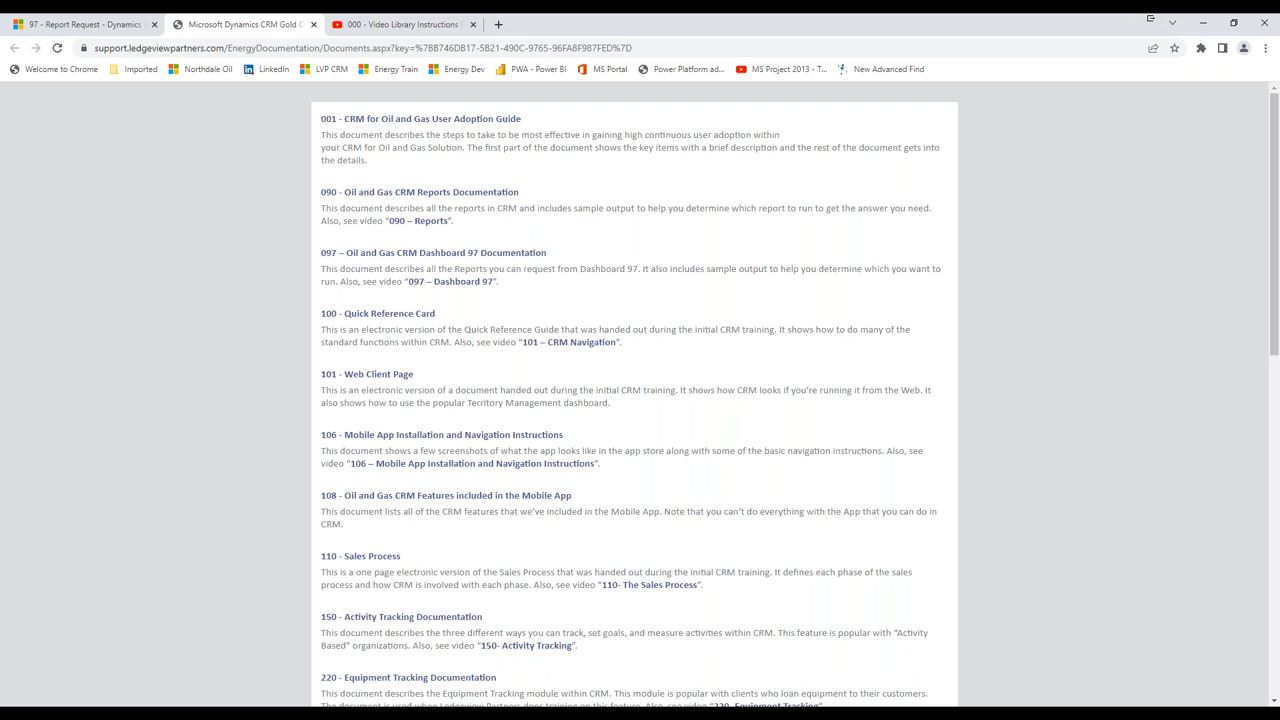 97 - Report Request - Dynamics
Microsoft Dynamics CRM Gold C
000 - Video Library Instructions
support.ledgeviewpartners.com/EnergyDocumentation/Documents.aspx?key=%7BB746DB17-5B21-490C-9765-96FA8F987FED%7D
Welcome to Chrome
Imported
Northdale Oil
LinkedIn
LVP CRM
Energy Train
Energy Dev
PWA - Power BI
MS Portal
Power Platform ad...
MS Project 2013 - T...
New Advanced Find
001 - CRM for Oil and Gas User Adoption Guide
This document describes the steps to take to be most effective in gaining high continuous user adoption within
your CRM for Oil and Gas Solution. The first part of the document shows the key items with a brief description and the rest of the document gets into
the details.
090 - Oil and Gas CRM Reports Documentation
This document describes all the reports in CRM and includes sample output to help you determine which report to run to get the answer you need.
Also, see video “090 – Reports”.
097 – Oil and Gas CRM Dashboard 97 Documentation
This document describes all the Reports you can request from Dashboard 97. It also includes sample output to help you determine which you want to
run. Also, see video “097 – Dashboard 97”.
100 - Quick Reference Card
This is an electronic version of the Quick Reference Guide that was handed out during the initial CRM training. It shows how to do many of the
standard functions within CRM. Also, see video “101 – CRM Navigation”.
101 - Web Client Page
This is an electronic version of a document handed out during the initial CRM training. It shows how CRM looks if you’re running it from the Web. It
also shows how to use the popular Territory Management dashboard.
106 - Mobile App Installation and Navigation Instructions
This document shows a few screenshots of what the app looks like in the app store along with some of the basic navigation instructions. Also, see
video “106 – Mobile App Installation and Navigation Instructions”.
108 - Oil and Gas CRM Features included in the Mobile App
This document lists all of the CRM features that we’ve included in the Mobile App. Note that you can’t do everything with the App that you can do in
CRM.
110 - Sales Process
This is a one page electronic version of the Sales Process that was handed out during the initial CRM training. It defines each phase of the sales
process and how CRM is involved with each phase. Also, see video “110- The Sales Process”.
150 - Activity Tracking Documentation
This document describes the three different ways you can track, set goals, and measure activities within CRM. This feature is popular with “Activity
Based” organizations. Also, see video “150- Activity Tracking”.
220 - Equipment Tracking Documentation
This document describes the Equipment Tracking module within CRM. This module is popular with clients who loan equipment to their customers.
The document is used when Ledgeview Partners does training on this feature. Also, see video “220- Equipment Tracking”